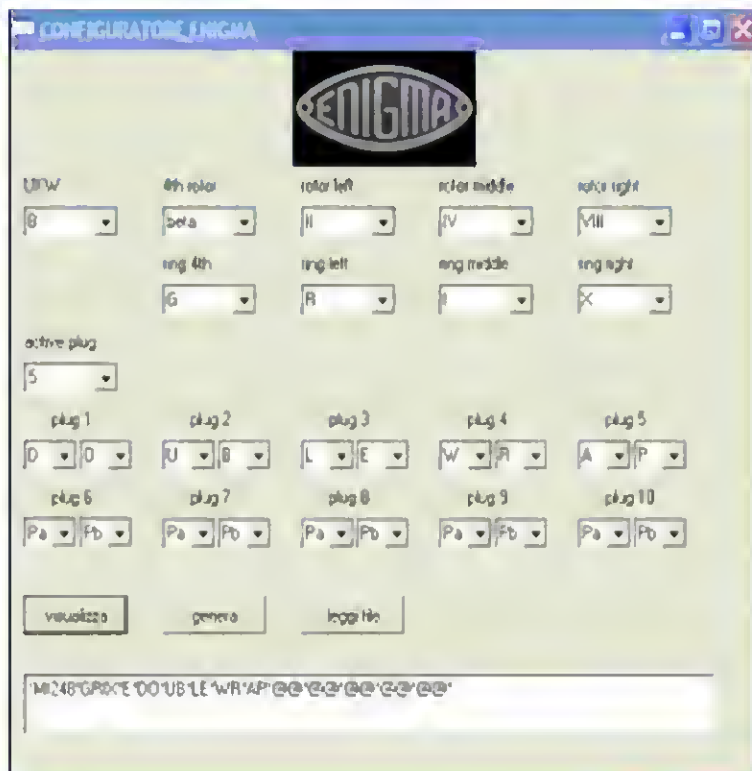 CONFIGURATORE_ENIGMA
ENIGMA
UKW 4th rotor rotor left rotor middle rotor right
B beta II IV VIII
ring 4th ring left ring middle ring right
G R I X
active plug
5
plug 1 plug 2 plug 3 plug 4 plug 5
D O U B L E W R A P
plug 6 plug 7 plug 8 plug 9 plug 10
Pa Pb Pa Pb Pa Pb Pa Pb Pa Pb
visualizza genera leggi file